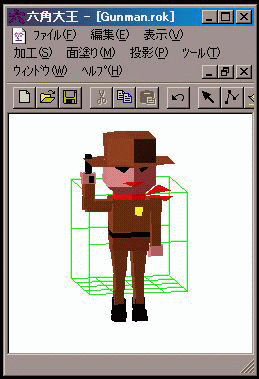 六角大王 - [Gunman.rok]
ファイル(F) 編集(E) 表示(V)
加工(S) 面塗り(M) 投影(P) ツール(T)
ウィンドウ(W) ヘルプ(H)